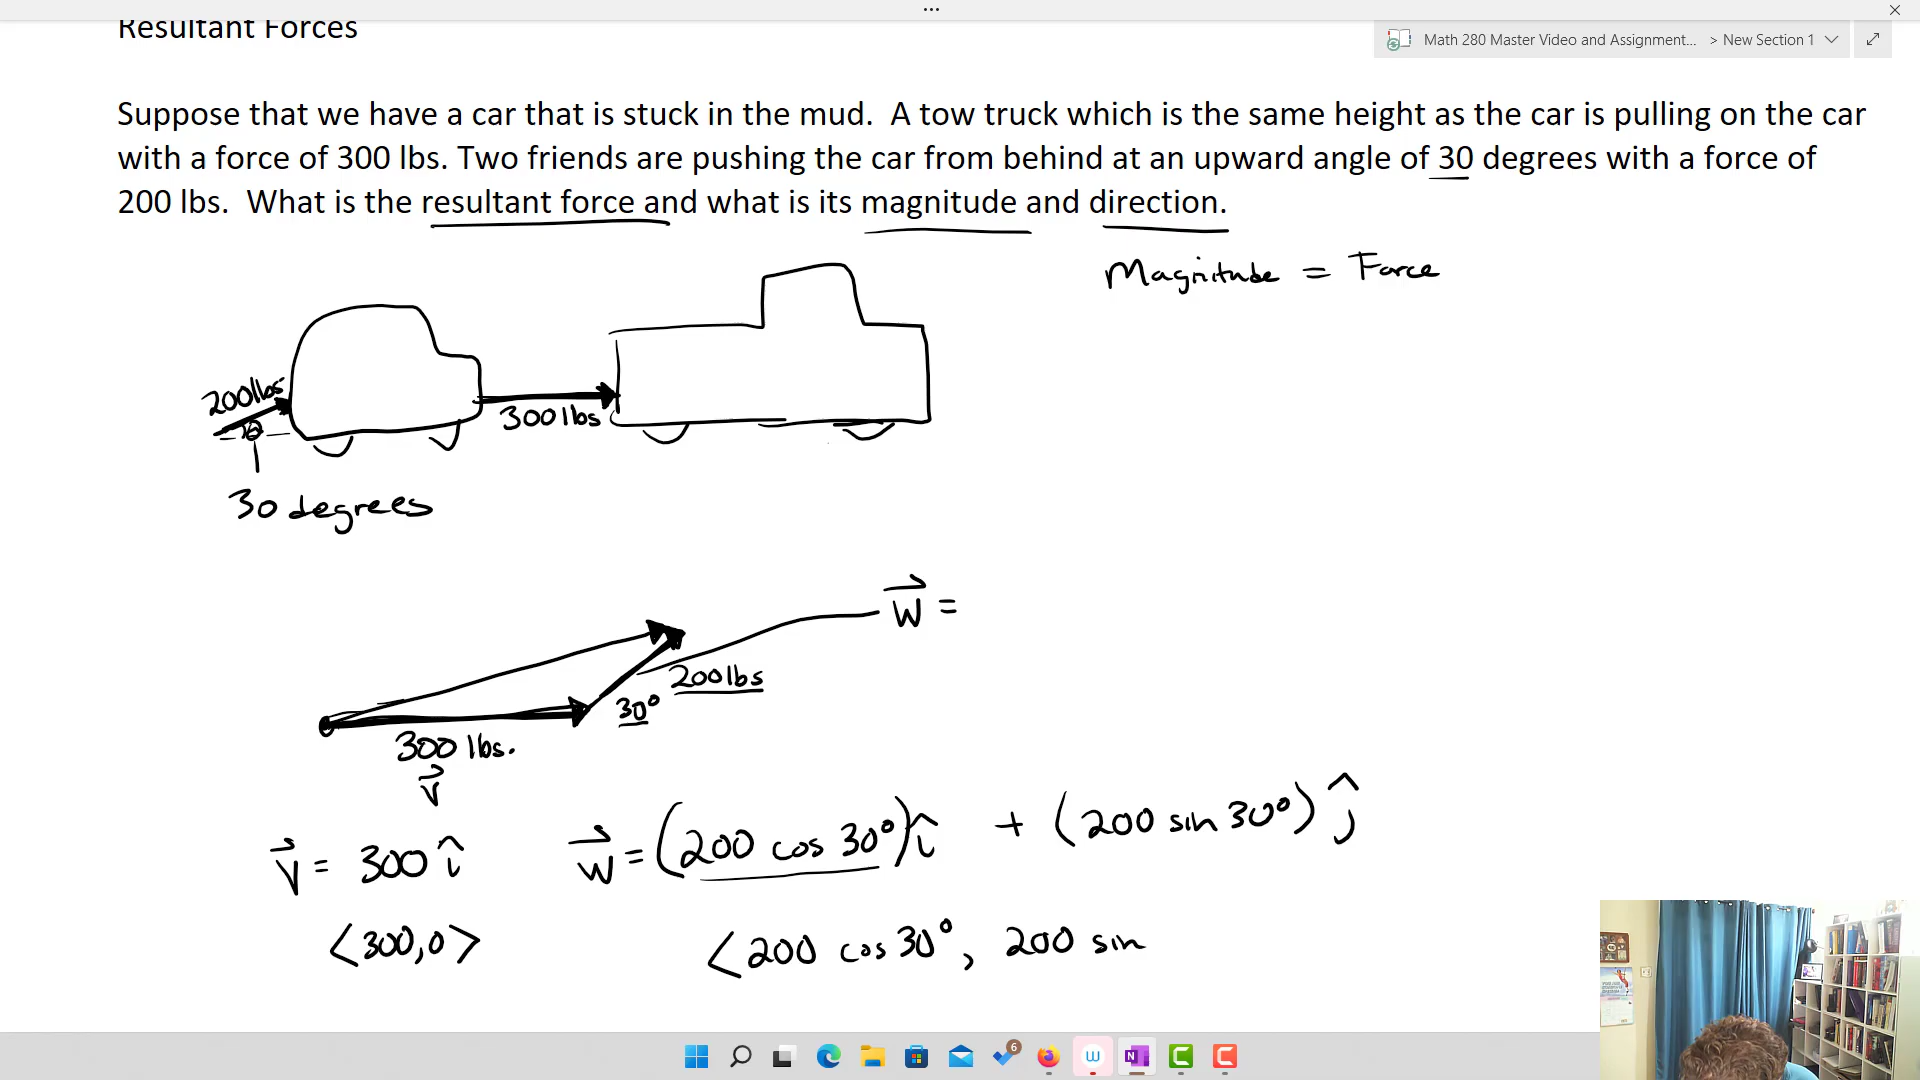 ...
Resultant Forces
Math 280 Master Video and Assignment... > New Section 1
Suppose that we have a car that is stuck in the mud. A tow truck which is the same height as the car is pulling on the car
with a force of 300 lbs. Two friends are pushing the car from behind at an upward angle of 30 degrees with a force of
200 lbs. What is the resultant force and what is its magnitude and direction.
Magnitude = Force
200lbs
300lbs
30 degrees
w⃗ =
200lbs
30°
300 lbs.
v⃗
v⃗ = 300 î w⃗ = (200 cos 30°) î + (200 sin 30°) ĵ
<300,0> <200 cos 30°, 200 sin
6